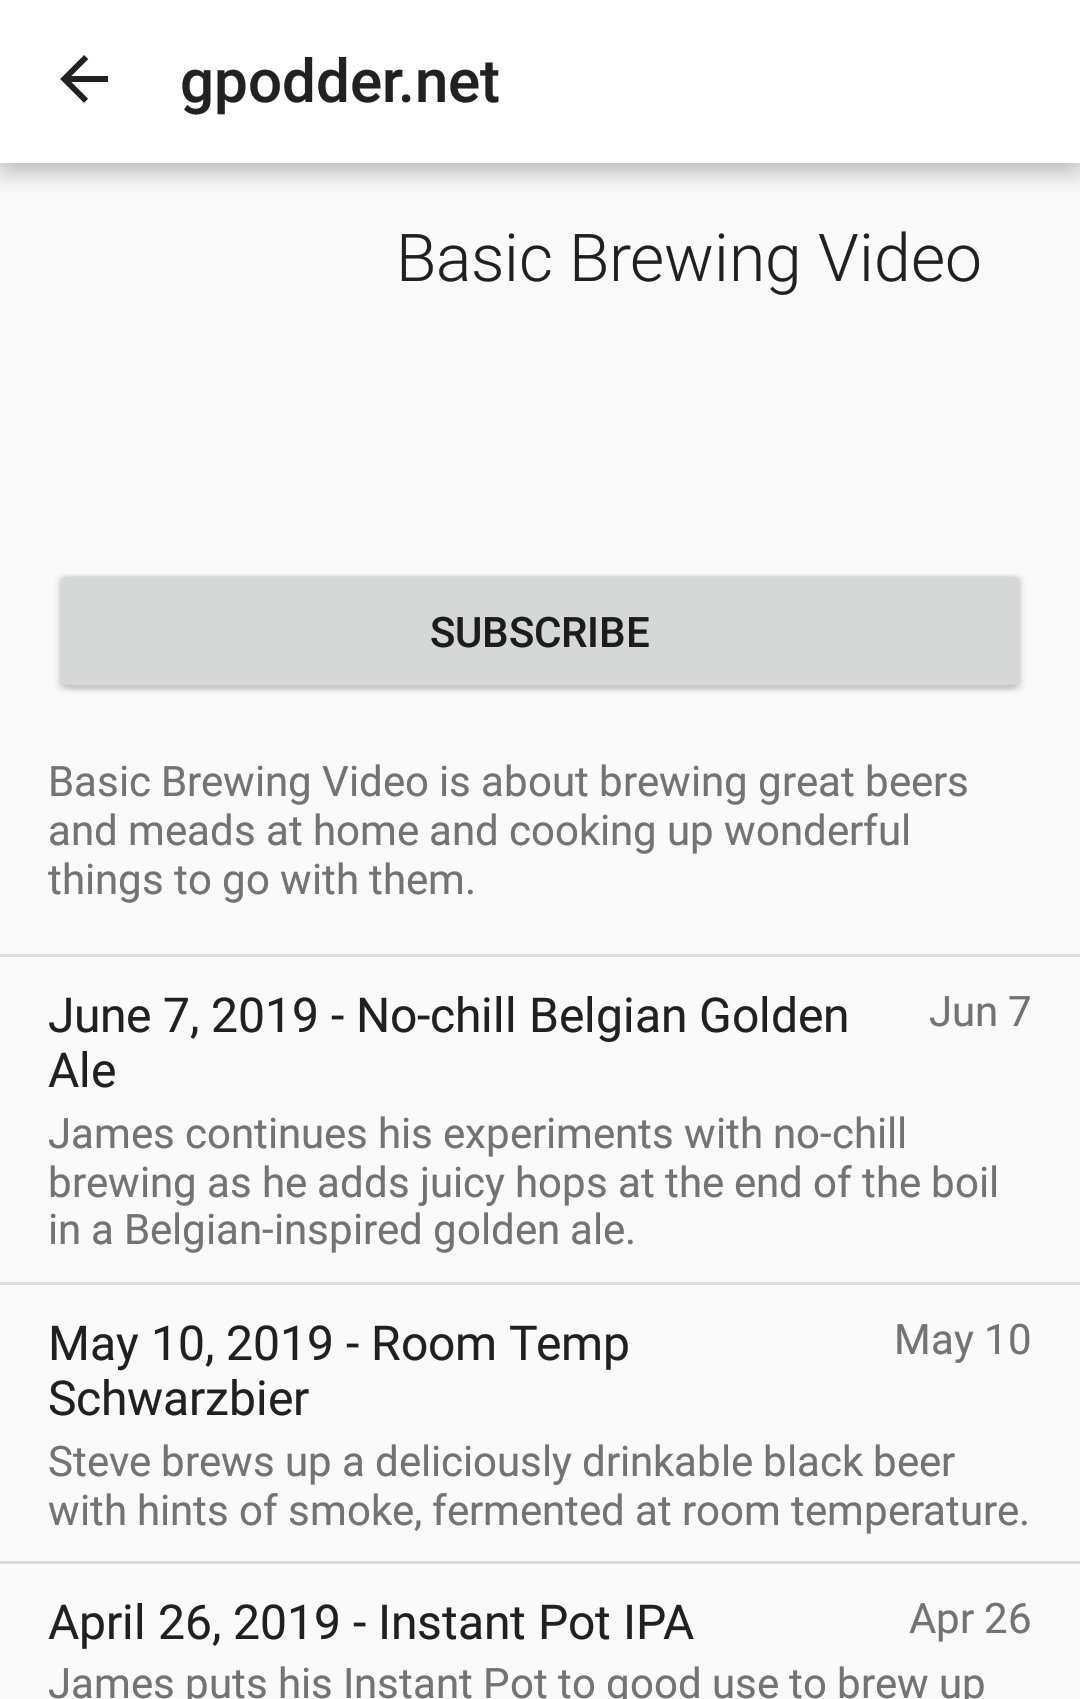 gpodder.net
Basic Brewing Video
SUBSCRIBE
Basic Brewing Video is about brewing great beers
and meads at home and cooking up wonderful
things to go with them.
June 7, 2019 - No-chill Belgian Golden
Ale
Jun 7
James continues his experiments with no-chill
brewing as he adds juicy hops at the end of the boil
in a Belgian-inspired golden ale.
May 10, 2019 - Room Temp
Schwarzbier
May 10
Steve brews up a deliciously drinkable black beer
with hints of smoke, fermented at room temperature.
April 26, 2019 - Instant Pot IPA
Apr 26
James puts his Instant Pot to good use to brew up